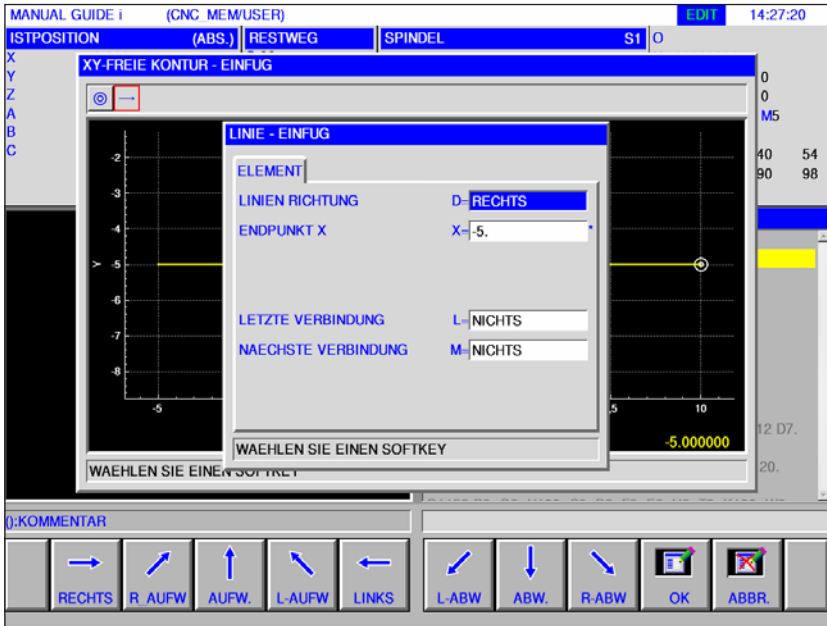 MANUAL GUIDE i (CNC_MEM/USER) EDIT 14:27:20
ISTPOSITION (ABS.) RESTWEG SPINDEL S1 O
X
Y
Z
A
B
C
0
0
M5
40 54
90 98
XY-FREIE KONTUR - EINFUG
LINIE - EINFUG
ELEMENT
LINIEN RICHTUNG D= RECHTS
ENDPUNKT X X= -5. *
LETZTE VERBINDUNG L= NICHTS
NAECHSTE VERBINDUNG M= NICHTS
WAEHLEN SIE EINEN SOFTKEY
-2
-3
-4
Y -5
-6
-7
-8
-5 ,5 10
-5.000000
WAEHLEN SIE EINEN SOFTKEY
12 D7.
20.
():KOMMENTAR
RECHTS R_AUFW AUFW. L-AUFW LINKS L-ABW ABW. R-ABW OK ABBR.